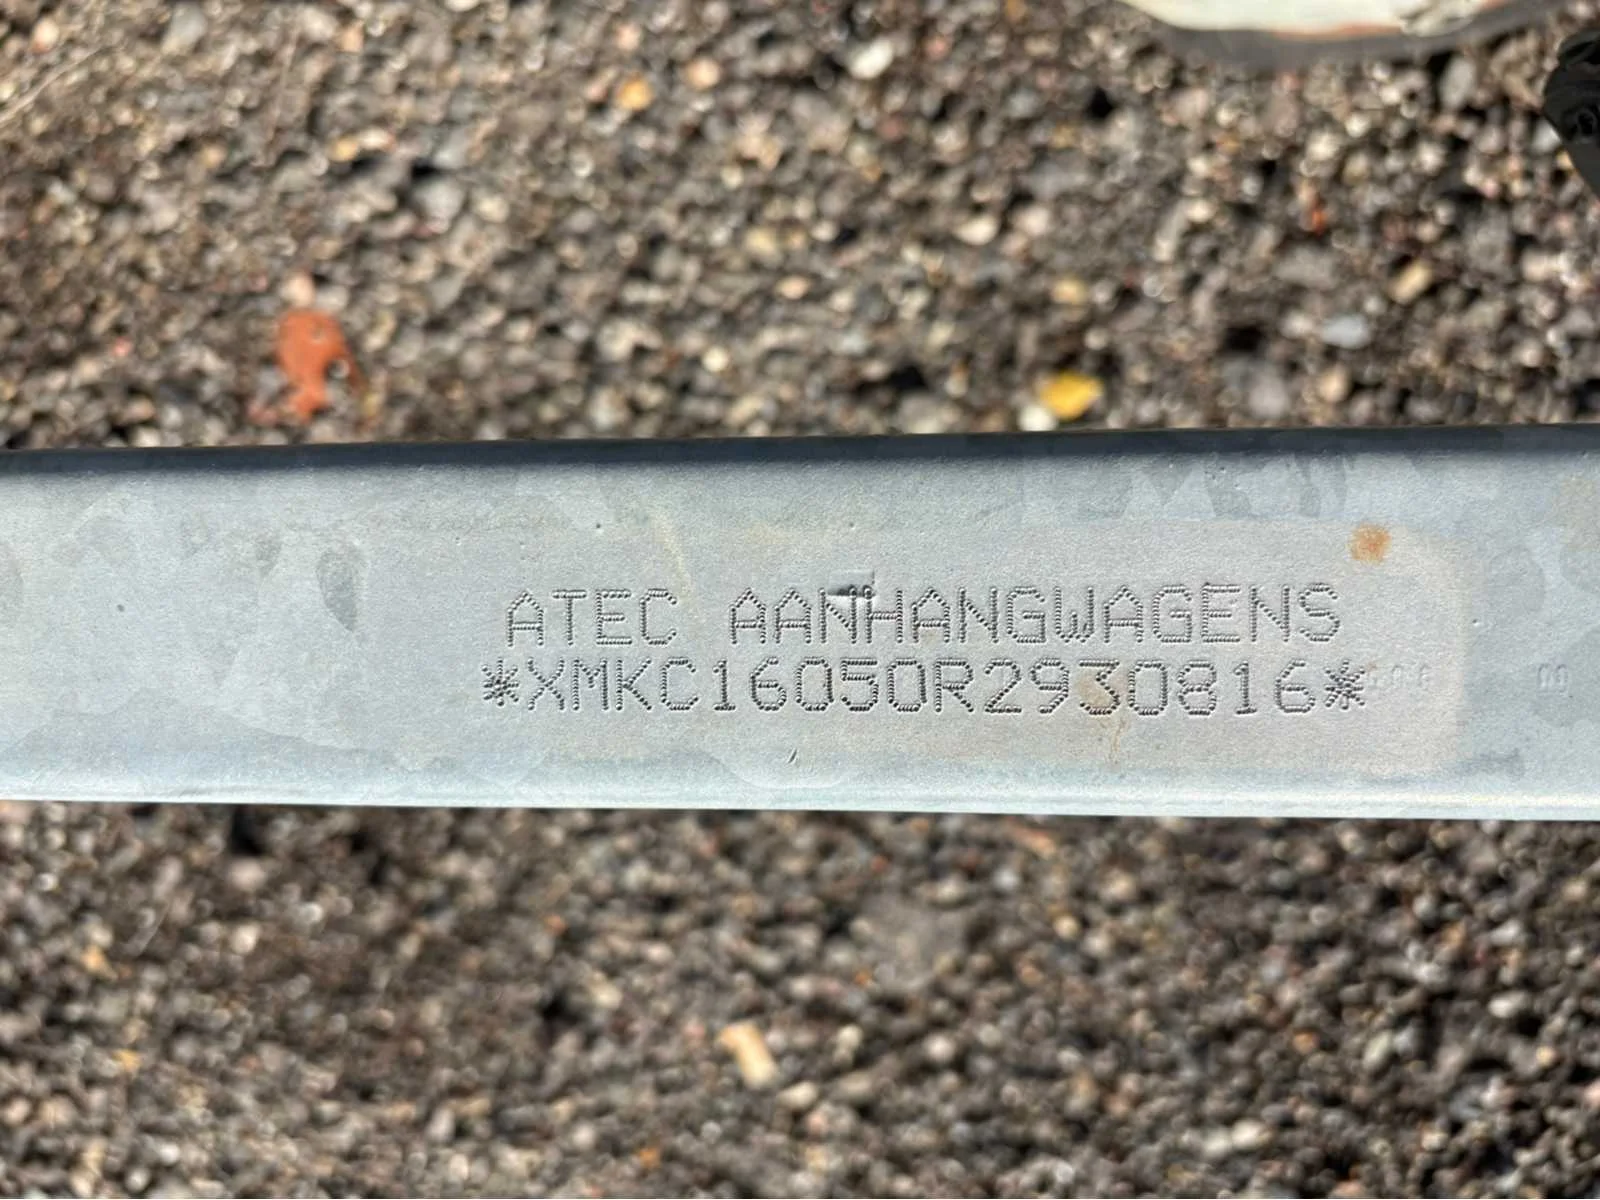 ATEC AANHANGWAGENS
*XMKC16050R2930816*